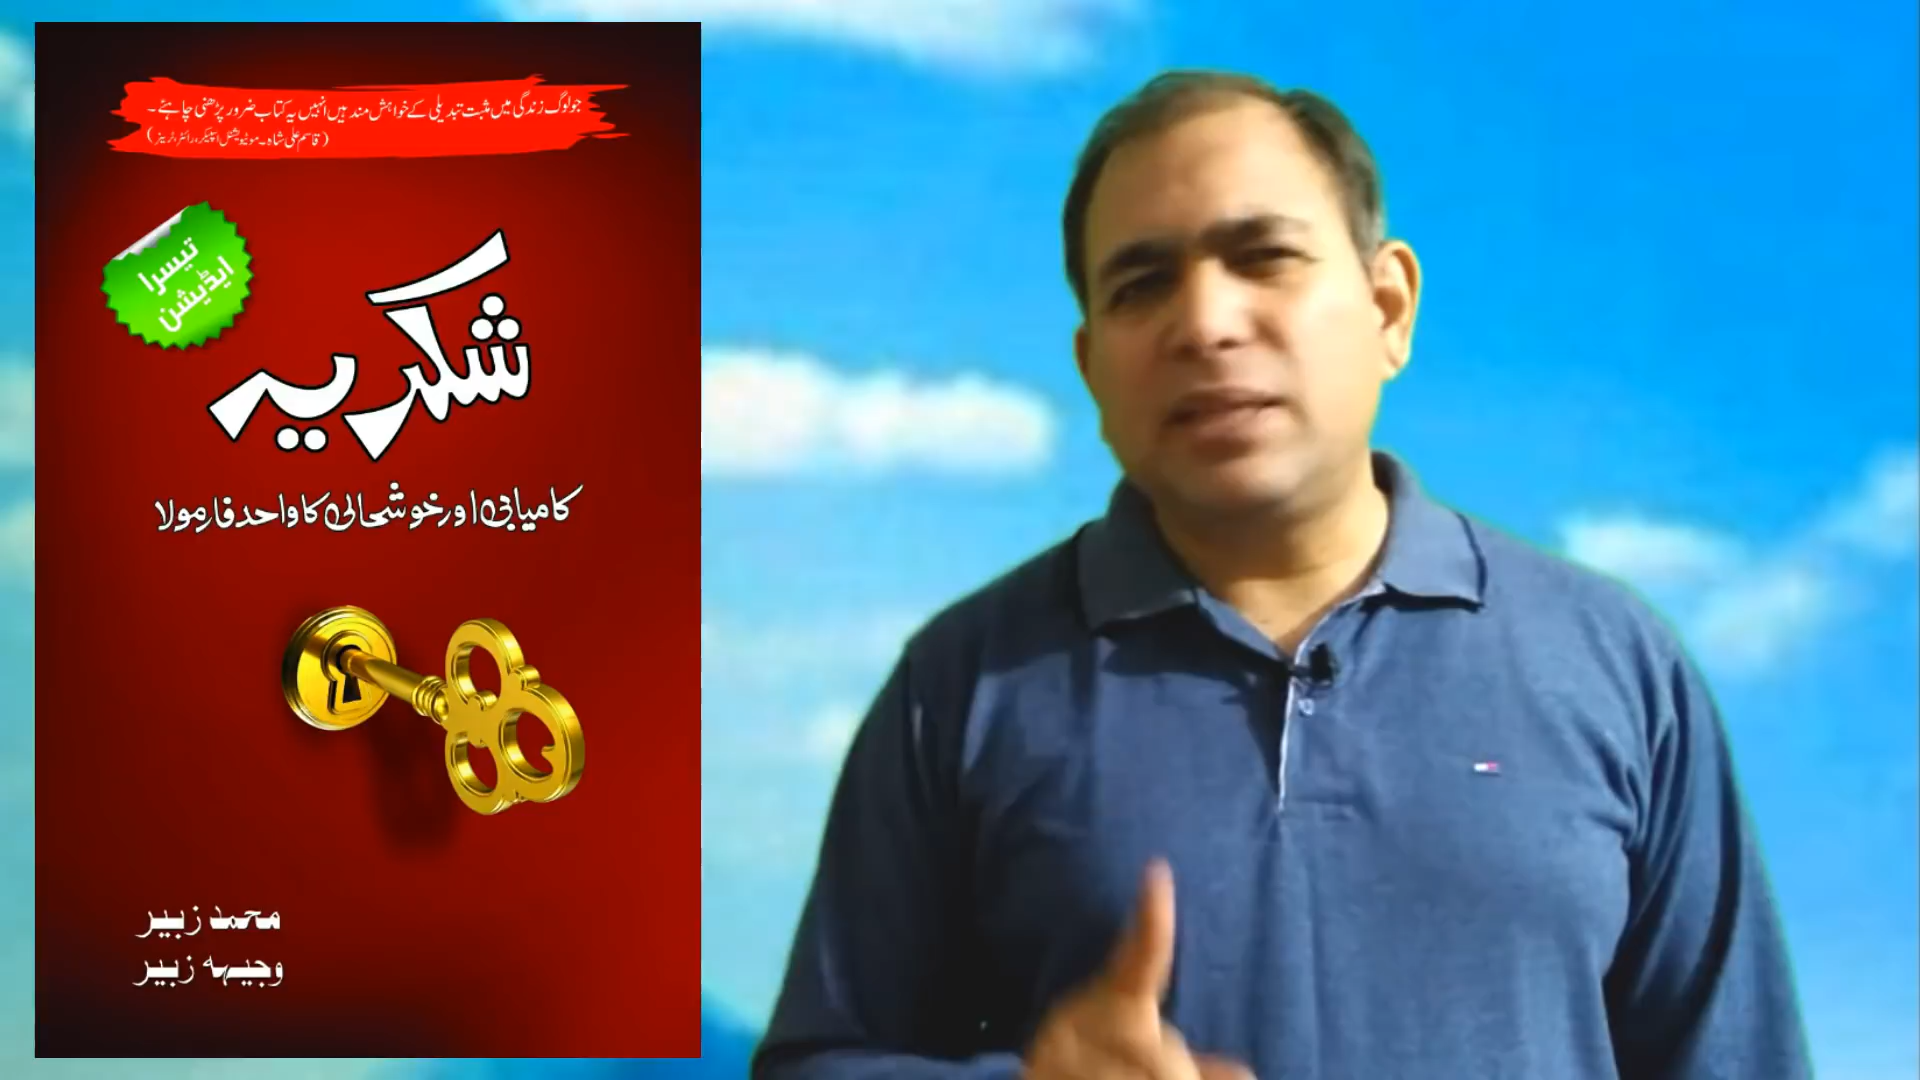 جو لوگ زندگی میں مثبت تبدیلی کے خواہش مند ہیں انہیں یہ کتاب ضرور پڑھنی چاہئے۔
(قاسم علی شاہ۔ موٹیویشنل اسپیکر، رائٹر، ٹرینر)
تیسرا
ایڈیشن
شکریہ
کامیابی اور خوشحالی کا واحد فارمولا
محمد زبیر
وجیہہ زبیر